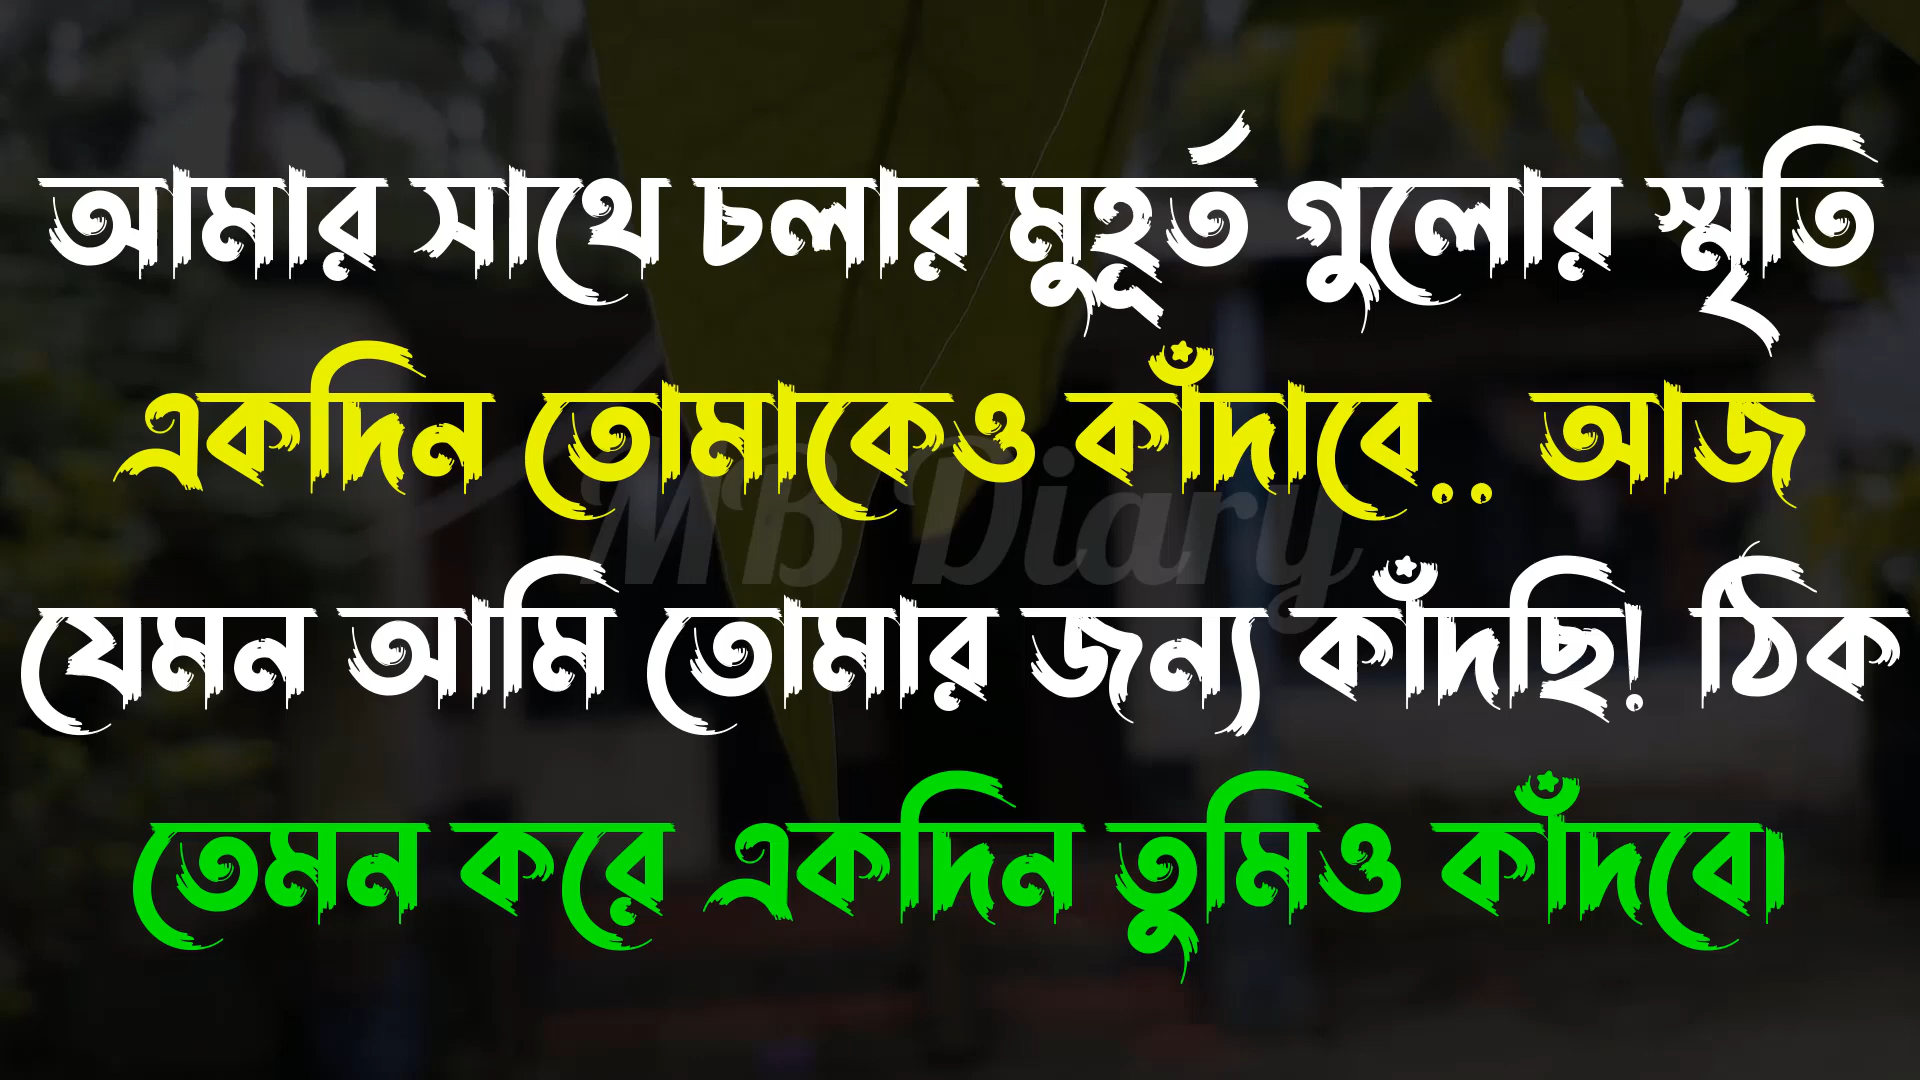 আমার সাথে চলার মুহূর্ত গুলোর স্মৃতি
একদিন তোমাকেও কাঁদাবে.. আজ
MB Diary
যেমন আমি তোমার জন্য কাঁদছি! ঠিক
তেমন করে একদিন তুমিও কাঁদবে।